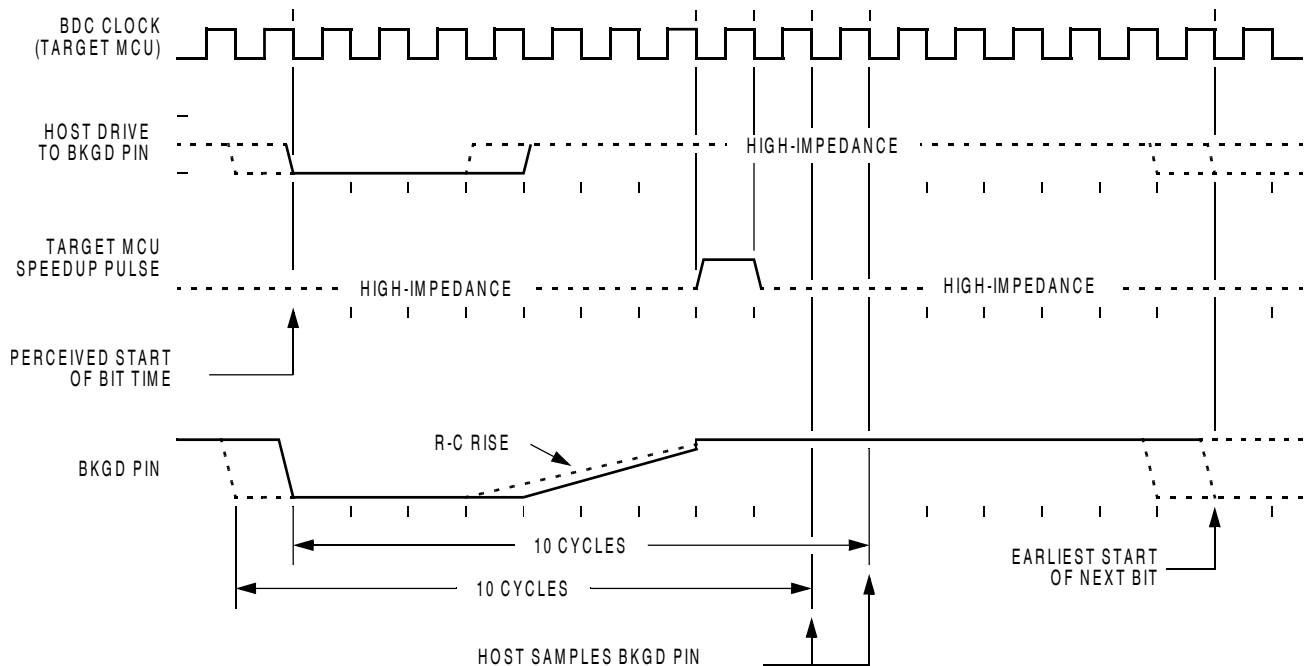 BDC CLOCK
(TARGET MCU)
HOST DRIVE
TO BKGD PIN
HIGH-IMPEDANCE
TARGET MCU
SPEEDUP PULSE
HIGH-IMPEDANCE
HIGH-IMPEDANCE
PERCEIVED START
OF BIT TIME
R-C RISE
BKGD PIN
10 CYCLES
EARLIEST START
OF NEXT BIT
10 CYCLES
HOST SAMPLES BKGD PIN